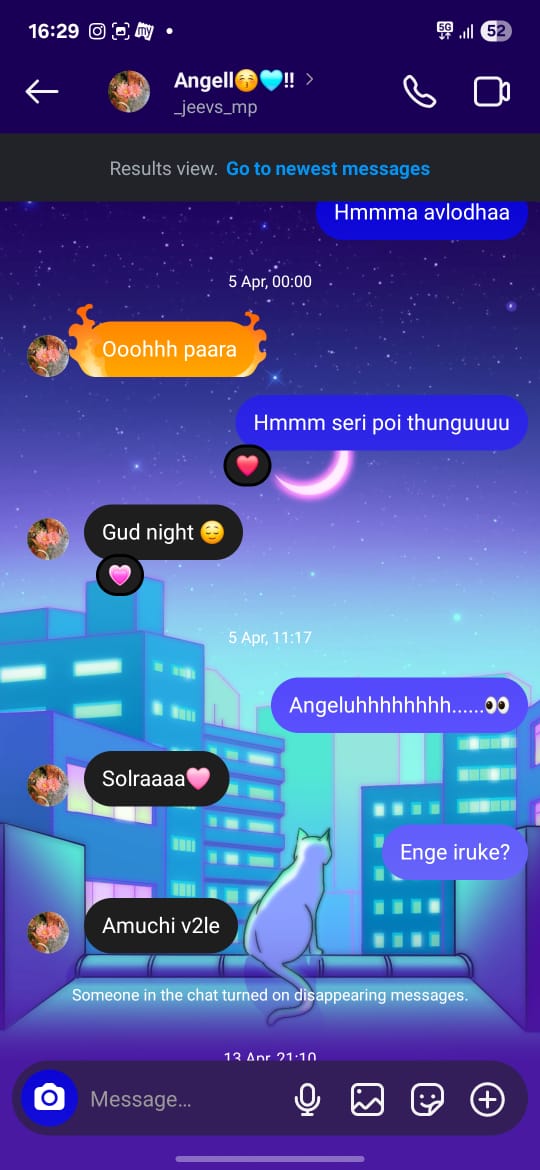 16:29
5G
52
Angell😚🩵!!
_jeevs_mp
Results view. Go to newest messages
Hmmma avlodhaa
5 Apr, 00:00
Ooohhh paara
Hmmm seri poi thunguuuu
❤️
Gud night 😌
💗
5 Apr, 11:17
Angeluhhhhhhhh......👀
Solraaaa🩷
Enge iruke?
Amuchi v2le
Someone in the chat turned on disappearing messages.
13 Apr, 21:10
Message...